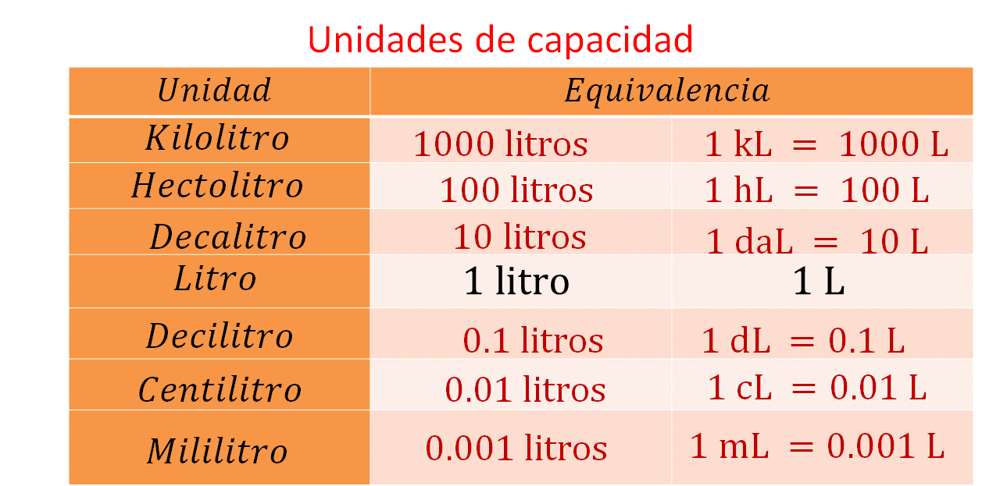 Unidades de capacidad
Unidad Equivalencia
Kilolitro 1000 litros 1 kL = 1000 L
Hectolitro 100 litros 1 hL = 100 L
Decalitro 10 litros 1 daL = 10 L
Litro 1 litro 1 L
Decilitro 0.1 litros 1 dL = 0.1 L
Centilitro 0.01 litros 1 cL = 0.01 L
Mililitro 0.001 litros 1 mL = 0.001 L